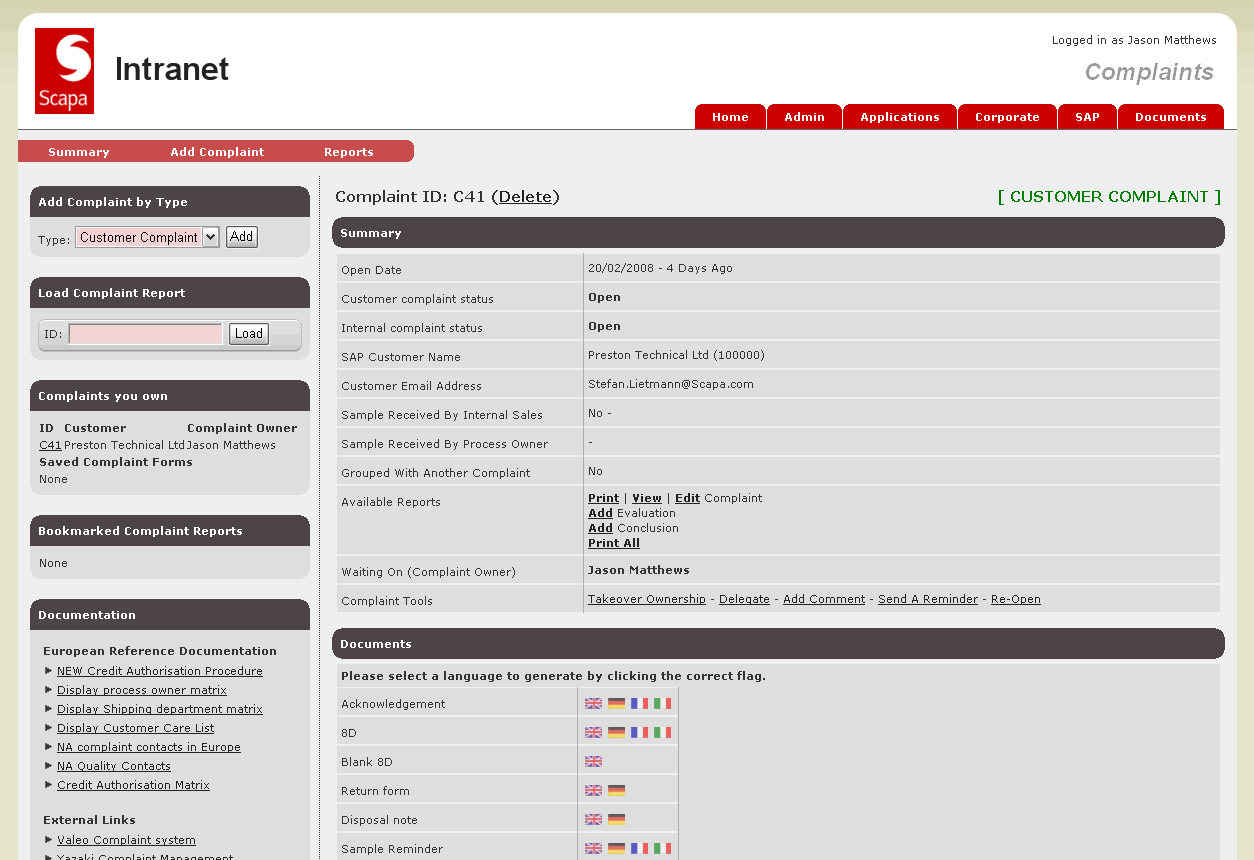 Scapa
Intranet
Logged in as Jason Matthews
Complaints
Home Admin Applications Corporate SAP Documents
Summary Add Complaint Reports
Add Complaint by Type
Type: Customer Complaint Add
Load Complaint Report
ID: Load
Complaints you own
ID Customer Complaint Owner
C41 Preston Technical Ltd Jason Matthews
Saved Complaint Forms
None
Bookmarked Complaint Reports
None
Documentation
European Reference Documentation
NEW Credit Authorisation Procedure
Display process owner matrix
Display Shipping department matrix
Display Customer Care List
NA complaint contacts in Europe
NA Quality Contacts
Credit Authorisation Matrix
External Links
Valeo Complaint system
Yazaki Complaint Management
Complaint ID: C41 (Delete)
[ CUSTOMER COMPLAINT ]
Summary
Open Date 20/02/2008 - 4 Days Ago
Customer complaint status Open
Internal complaint status Open
SAP Customer Name Preston Technical Ltd (100000)
Customer Email Address Stefan.Lietmann@Scapa.com
Sample Received By Internal Sales No -
Sample Received By Process Owner -
Grouped With Another Complaint No
Available Reports Print | View | Edit Complaint
Add Evaluation
Add Conclusion
Print All
Waiting On (Complaint Owner) Jason Matthews
Complaint Tools Takeover Ownership - Delegate - Add Comment - Send A Reminder - Re-Open
Documents
Please select a language to generate by clicking the correct flag.
Acknowledgement
8D
Blank 8D
Return form
Disposal note
Sample Reminder